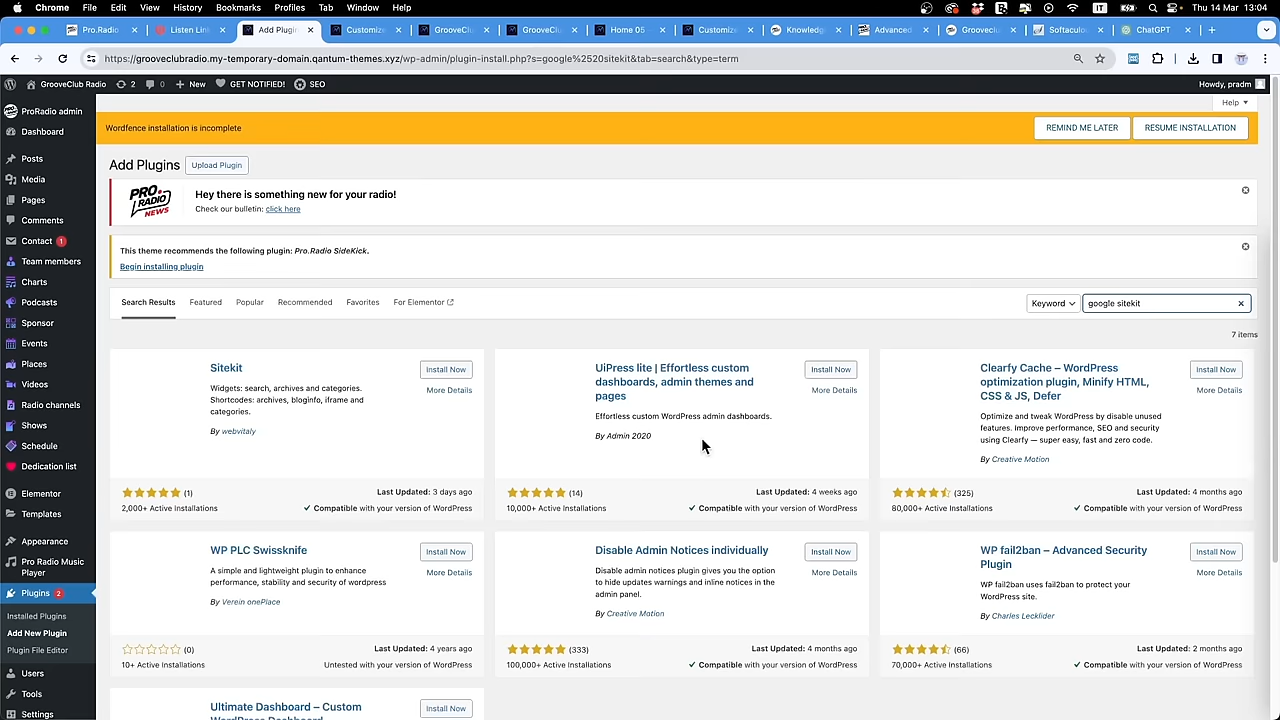 Chrome File Edit View History Bookmarks Profiles Tab Window Help Thu 14 Mar 13:04
Pro.Radio Listen Lin Add Plugin Customize GrooveClu GrooveClu Home 05 Customize Knowledg Advanced Grooveclu Softaculou ChatGPT
https://grooveclubradio.my-temporary-domain.qantum-themes.xyz/wp-admin/plugin-install.php?s=google%2520sitekit&tab=search&type=term
GrooveClub Radio 2 0 New GET NOTIFIED! SEO Howdy, pradm
Help
ProRadio admin
Dashboard
Posts
Media
Pages
Comments
Contact 1
Team members
Charts
Podcasts
Sponsor
Events
Places
Videos
Radio channels
Shows
Schedule
Dedication list
Elementor
Templates
Appearance
Pro Radio Music
Player
Plugins 2
Installed Plugins
Add New Plugin
Plugin File Editor
Users
Tools
Settings
Wordfence installation is incomplete
REMIND ME LATER RESUME INSTALLATION
Add Plugins Upload Plugin
PRO.
RADIO
NEWS
Hey there is something new for your radio!
Check our bulletin: click here
This theme recommends the following plugin: Pro.Radio SideKick.
Begin installing plugin
Search Results Featured Popular Recommended Favorites For Elementor Keyword google sitekit
7 items
Sitekit
Install Now
More Details
Widgets: search, archives and categories.
Shortcodes: archives, bloginfo, iframe and
categories.
By webvitaly
(1)
2,000+ Active Installations
Last Updated: 3 days ago
Compatible with your version of WordPress
UiPress lite | Effortless custom
dashboards, admin themes and
pages
Install Now
More Details
Effortless custom WordPress admin dashboards.
By Admin 2020
(14)
10,000+ Active Installations
Last Updated: 4 weeks ago
Compatible with your version of WordPress
Clearfy Cache – WordPress
optimization plugin, Minify HTML,
CSS & JS, Defer
Install Now
More Details
Optimize and tweak WordPress by disable unused
features. Improve performance, SEO and security
using Clearfy — super easy, fast and zero code.
By Creative Motion
(325)
80,000+ Active Installations
Last Updated: 4 months ago
Compatible with your version of WordPress
WP PLC Swissknife
Install Now
More Details
A simple and lightweight plugin to enhance
performance, stability and security of wordpress
By Verein onePlace
(0)
10+ Active Installations
Last Updated: 4 years ago
Untested with your version of WordPress
Disable Admin Notices individually
Install Now
More Details
Disable admin notices plugin gives you the option
to hide updates warnings and inline notices in the
admin panel.
By Creative Motion
(333)
100,000+ Active Installations
Last Updated: 4 months ago
Compatible with your version of WordPress
WP fail2ban – Advanced Security
Plugin
Install Now
More Details
WP fail2ban uses fail2ban to protect your
WordPress site.
By Charles Lecklider
(66)
70,000+ Active Installations
Last Updated: 2 months ago
Compatible with your version of WordPress
Ultimate Dashboard – Custom
WordPress Dashboard
Install Now